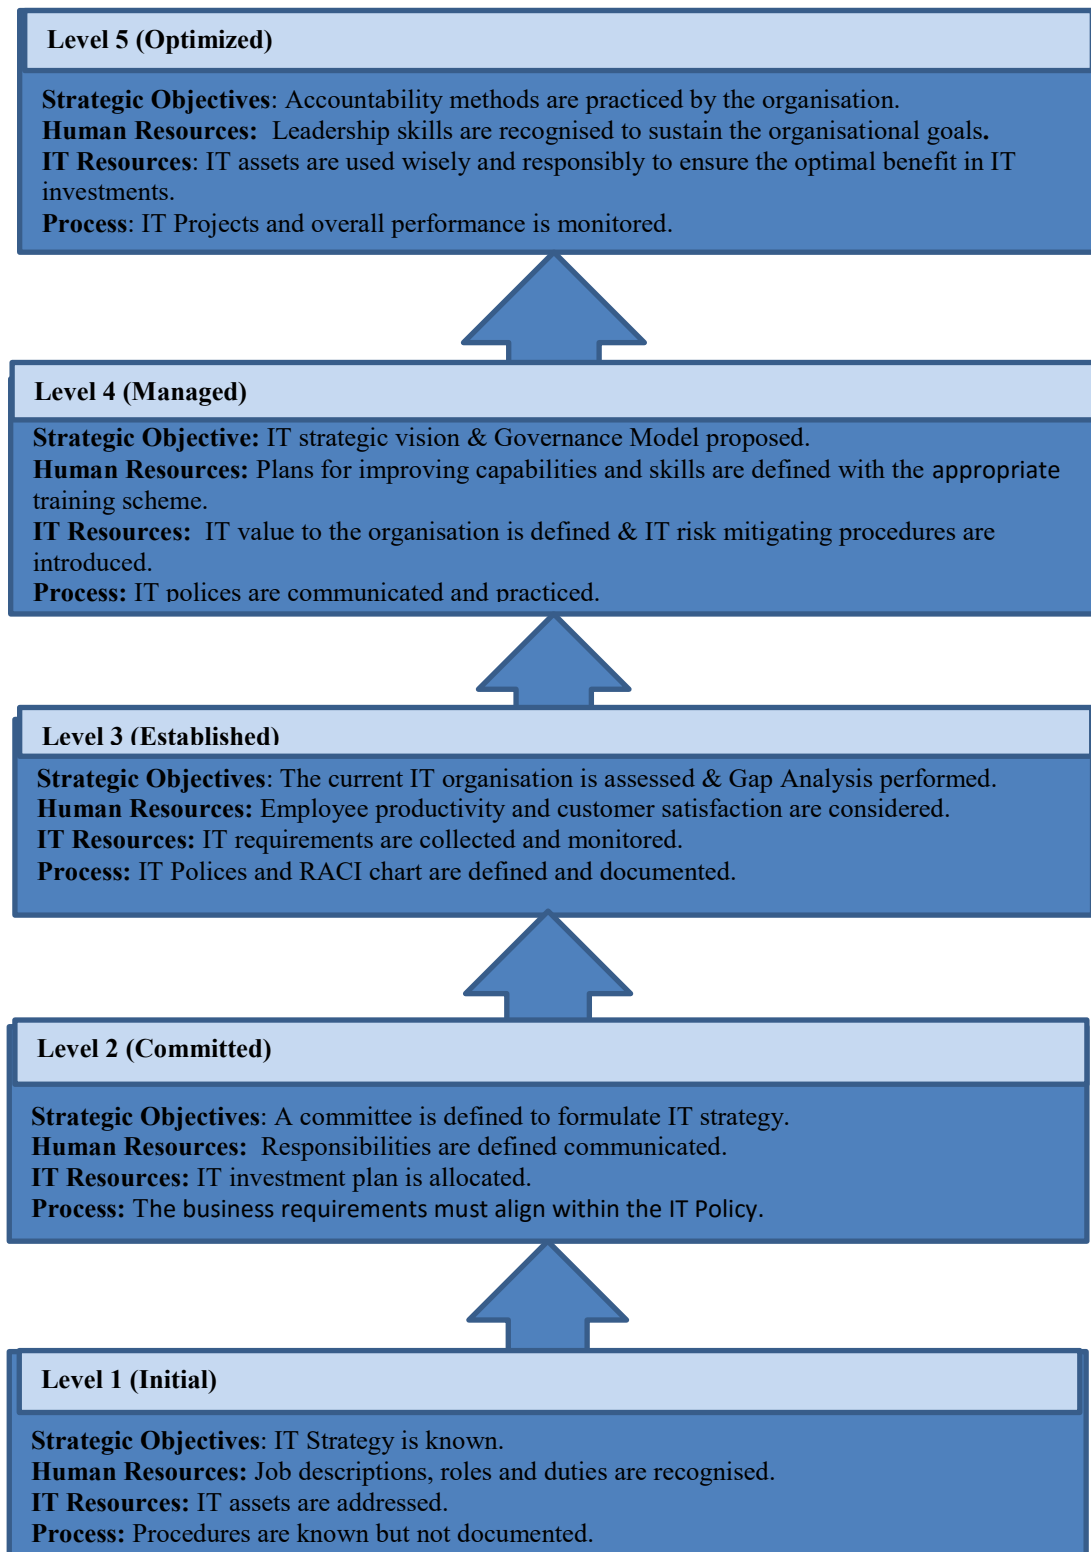 Level 5 (Optimized)
Strategic Objectives: Accountability methods are practiced by the organisation.
Human Resources:  Leadership skills are recognised to sustain the organisational goals.
IT Resources: IT assets are used wisely and responsibly to ensure the optimal benefit in IT
investments.
Process: IT Projects and overall performance is monitored.
Level 4 (Managed)
Strategic Objective: IT strategic vision & Governance Model proposed.
Human Resources: Plans for improving capabilities and skills are defined with the appropriate
training scheme.
IT Resources:  IT value to the organisation is defined & IT risk mitigating procedures are
introduced.
Process: IT polices are communicated and practiced.
Level 3 (Established)
Strategic Objectives: The current IT organisation is assessed & Gap Analysis performed.
Human Resources: Employee productivity and customer satisfaction are considered.
IT Resources: IT requirements are collected and monitored.
Process: IT Polices and RACI chart are defined and documented.
Level 2 (Committed)
Strategic Objectives: A committee is defined to formulate IT strategy.
Human Resources:  Responsibilities are defined communicated.
IT Resources: IT investment plan is allocated.
Process: The business requirements must align within the IT Policy.
Level 1 (Initial)
Strategic Objectives: IT Strategy is known.
Human Resources: Job descriptions, roles and duties are recognised.
IT Resources: IT assets are addressed.
Process: Procedures are known but not documented.